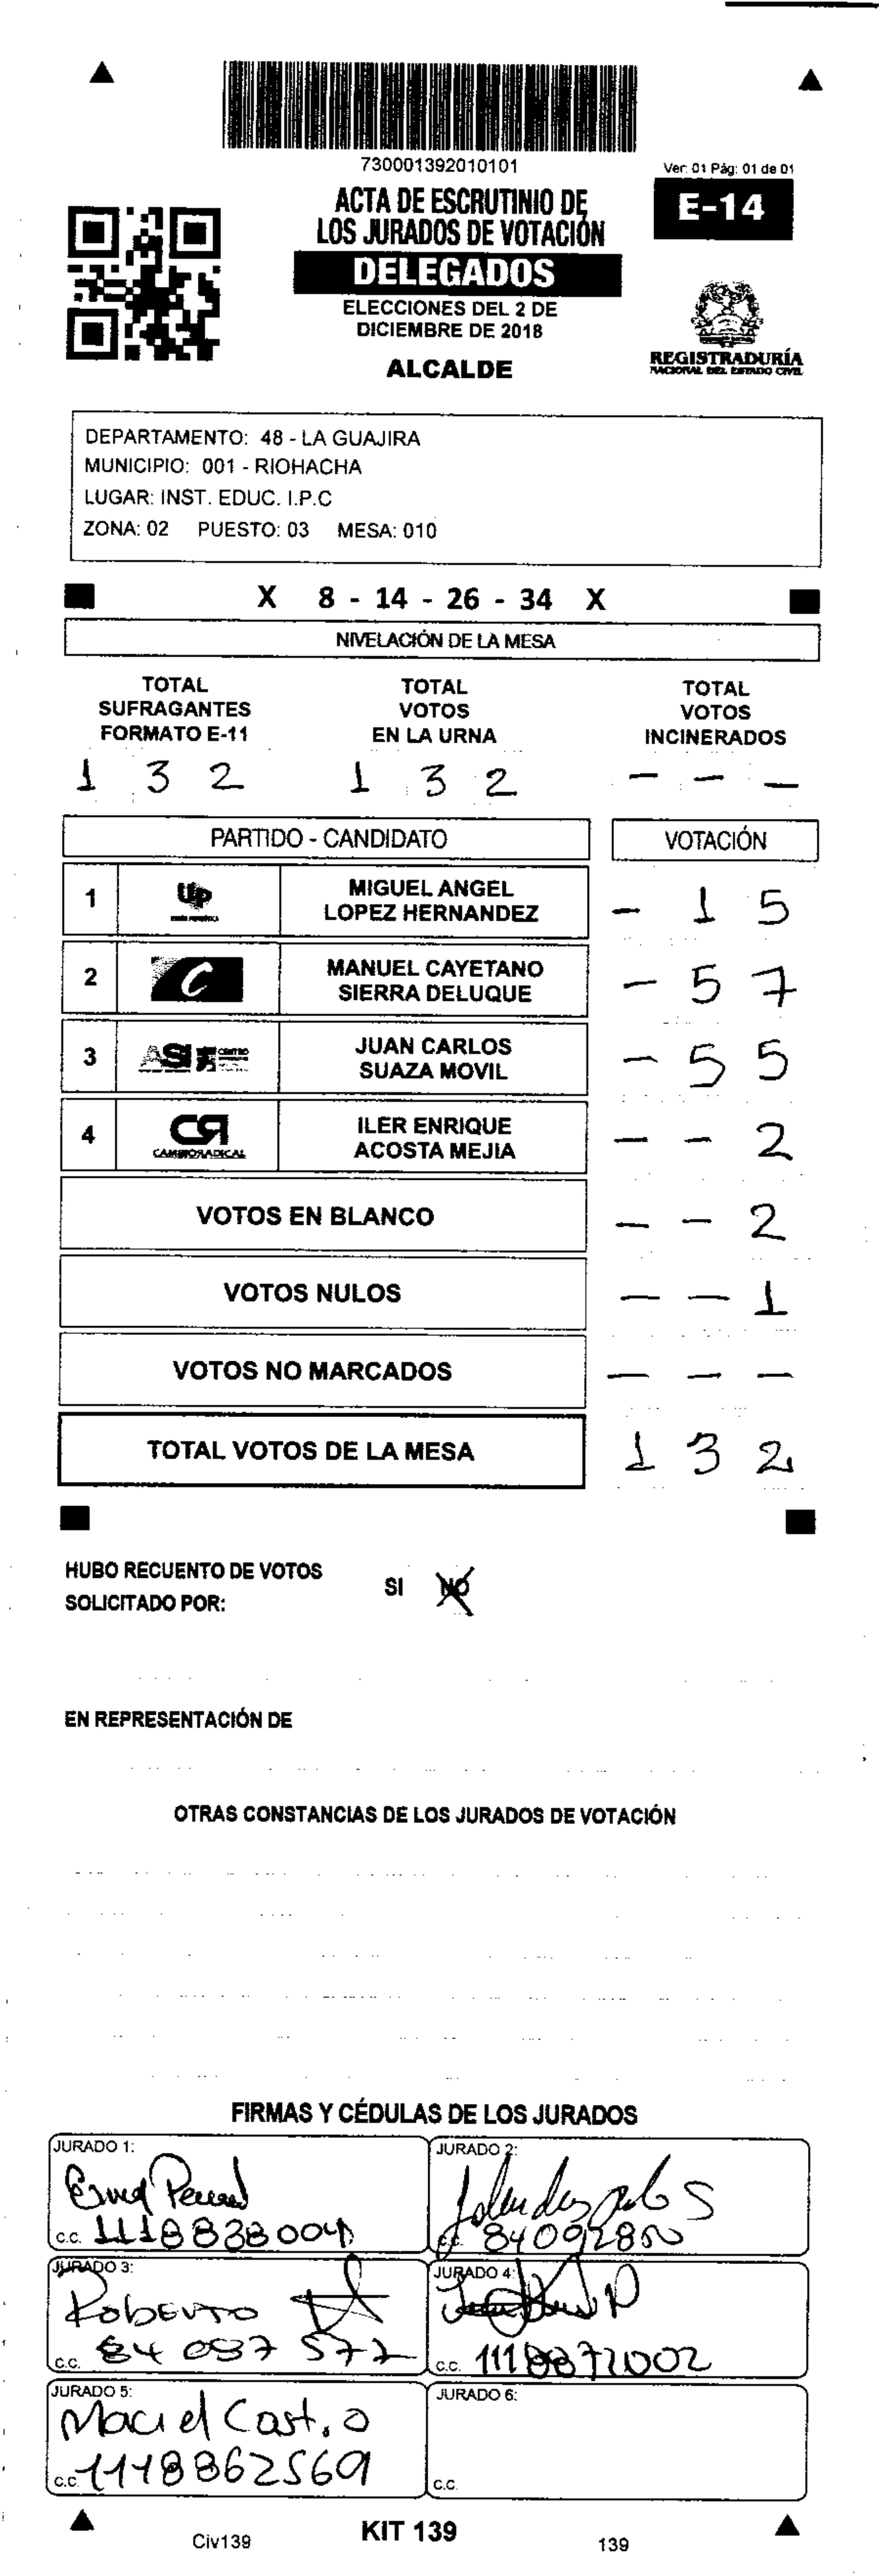 730001392010101
Ver: 01 Pág: 01 de 01
ACTA DE ESCRUTINIO DE
LOS JURADOS DE VOTACIÓN
E-14
DELEGADOS
ELECCIONES DEL 2 DE
DICIEMBRE DE 2018
ALCALDE
REGISTRADURÍA
NACIONAL DEL ESTADO CIVIL
DEPARTAMENTO: 48 - LA GUAJIRA
MUNICIPIO: 001 - RIOHACHA
LUGAR: INST. EDUC. I.P.C
ZONA: 02 PUESTO: 03 MESA: 010
X 8 - 14 - 26 - 34 X
NIVELACIÓN DE LA MESA
TOTAL SUFRAGANTES FORMATO E-11
TOTAL VOTOS EN LA URNA
TOTAL VOTOS INCINERADOS
1 3 2
1 3 2
- - -
PARTIDO - CANDIDATO VOTACIÓN
1 Up MIGUEL ANGEL LOPEZ HERNANDEZ - 1 5
2 C MANUEL CAYETANO SIERRA DELUQUE - 5 7
3 ASI CENTRO JUAN CARLOS SUAZA MOVIL - 5 5
4 CR CAMBIO RADICAL ILER ENRIQUE ACOSTA MEJIA - - 2
VOTOS EN BLANCO - - 2
VOTOS NULOS - - 1
VOTOS NO MARCADOS - - -
TOTAL VOTOS DE LA MESA 1 3 2
HUBO RECUENTO DE VOTOS SI NO
SOLICITADO POR:
EN REPRESENTACIÓN DE
OTRAS CONSTANCIAS DE LOS JURADOS DE VOTACIÓN
FIRMAS Y CÉDULAS DE LOS JURADOS
JURADO 1:
c.c. 1118838004
JURADO 2:
c.c. 84092850
JURADO 3:
Roberto
c.c. 84 087 577
JURADO 4:
c.c. 1118872002
JURADO 5:
Maciel Castro
c.c. 1118862569
JURADO 6:
c.c.
Civ139 KIT 139 139